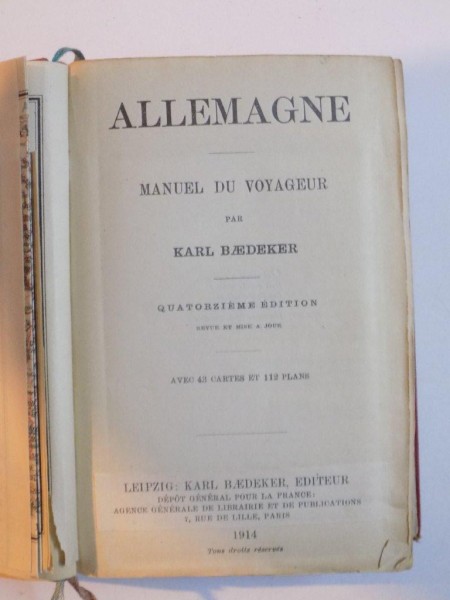 ALLEMAGNE
MANUEL DU VOYAGEUR
PAR
KARL BÆDEKER
QUATORZIÈME ÉDITION
REVUE ET MISE A JOUR
AVEC 43 CARTES ET 112 PLANS
LEIPZIG: KARL BÆDEKER, EDITEUR
DÉPÔT GÉNÉRAL POUR LA FRANCE:
AGENCE GÉNÉRALE DE LIBRAIRIE ET DE PUBLICATIONS
7, RUE DE LILLE, PARIS
1914
Tous droits réservés